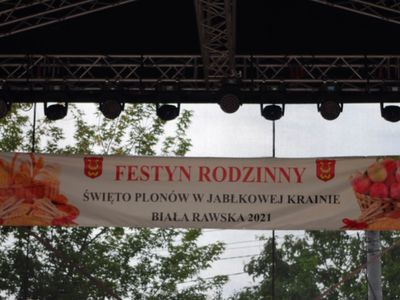 FESTYN RODZINNY
ŚWIĘTO PLONÓW W JABŁKOWEJ KRAINIE
BIAŁA RAWSKA 2021